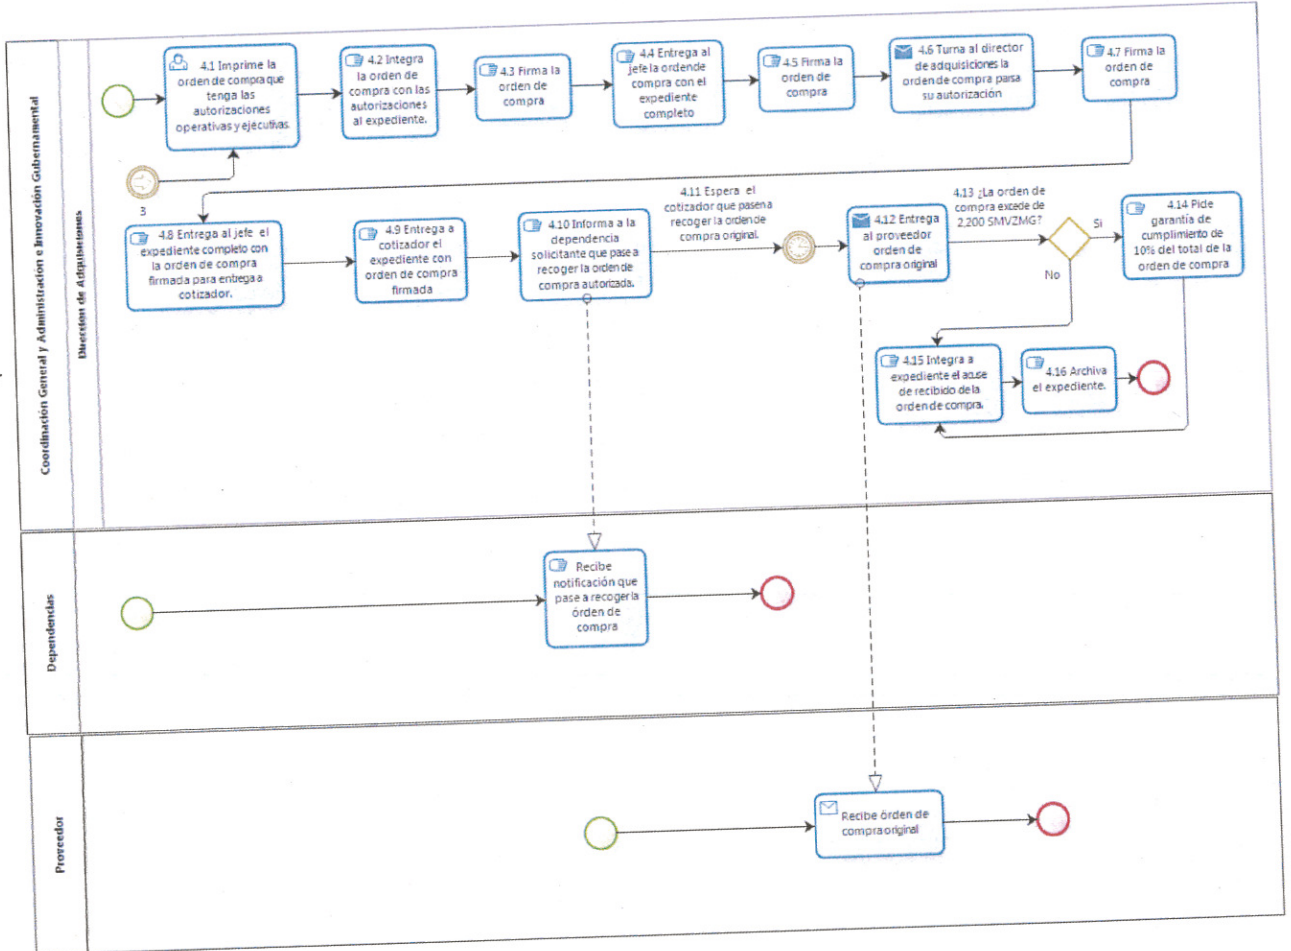 Coordinación General y Administración e Innovación Gubernamental
Dirección de Adquisiciones
4.1 Imprime la
orden de compra que
tenga las
autorizaciones
operativas y ejecutivas.
4.2 Integra
la orden de
compra con las
autorizaciones
al expediente.
4.3 Firma la
orden de
compra
4.4 Entrega al
jefe la orden de
compra con el
expediente
completo
4.5 Firma la
orden de
compra
4.6 Turna al director
de adquisiciones la
orden de compra parsa
su autorización
4.7 Firma la
orden de
compra
3
4.8 Entrega al jefe el
expediente completo con
la orden de compra
firmada para entrega a
cotizador.
4.9 Entrega a
cotizador el
expediente con
orden de compra
firmada
4.10 Informa a la
dependencia
solicitante que pase a
recoger la orden de
compra autorizada.
4.11 Espera el
cotizador que pasen a
recoger la orden de
compra original.
4.12 Entrega
al proveedor
orden de
compra original
4.13 ¿La orden de
compra excede de
2,200 SMVZMG?
Si
No
4.14 Pide
garantía de
cumplimiento de
10% del total de la
orden de compra
4.15 Integra a
expediente el acuse
de recibido de la
orden de compra.
4.16 Archiva
el expediente.
Dependencias
Recibe
notificación que
pase a recoger la
órden de
compra
Proveedor
Recibe órden de
compra original